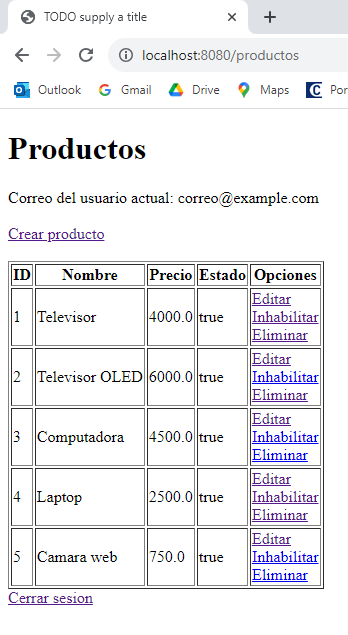 TODO supply a title
localhost:8080/productos
Outlook Gmail Drive Maps Por
Productos
Correo del usuario actual: correo@example.com
Crear producto
ID Nombre Precio Estado Opciones
1 Televisor 4000.0 true Editar
Inhabilitar
Eliminar
2 Televisor OLED 6000.0 true Editar
Inhabilitar
Eliminar
3 Computadora 4500.0 true Editar
Inhabilitar
Eliminar
4 Laptop 2500.0 true Editar
Inhabilitar
Eliminar
5 Camara web 750.0 true Editar
Inhabilitar
Eliminar
Cerrar sesion